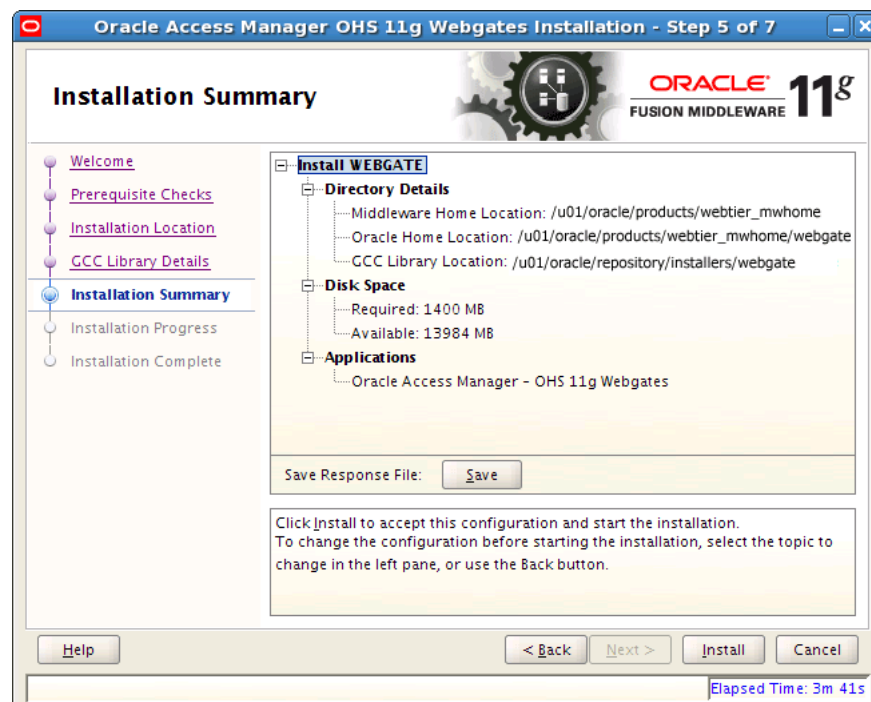 Oracle Access Manager OHS 11g Webgates Installation - Step 5 of 7
Installation Summary
ORACLE
FUSION MIDDLEWARE 11g
Welcome
Prerequisite Checks
Installation Location
GCC Library Details
Installation Summary
Installation Progress
Installation Complete
Install WEBGATE
Directory Details
Middleware Home Location: /u01/oracle/products/webtier_mwhome
Oracle Home Location: /u01/oracle/products/webtier_mwhome/webgate
GCC Library Location: /u01/oracle/repository/installers/webgate
Disk Space
Required: 1400 MB
Available: 13984 MB
Applications
Oracle Access Manager - OHS 11g Webgates
Save Response File: Save
Click Install to accept this configuration and start the installation.
To change the configuration before starting the installation, select the topic to
change in the left pane, or use the Back button.
Help < Back Next > Install Cancel
Elapsed Time: 3m 41s